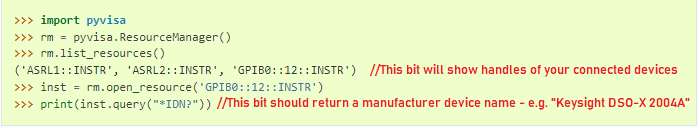 >>> import pyvisa
>>> rm = pyvisa.ResourceManager()
>>> rm.list_resources()
('ASRL1::INSTR', 'ASRL2::INSTR', 'GPIB0::12::INSTR') //This bit will show handles of your connected devices
>>> inst = rm.open_resource('GPIB0::12::INSTR')
>>> print(inst.query("*IDN?")) //This bit should return a manufacturer device name - e.g. "Keysight DSO-X 2004A"